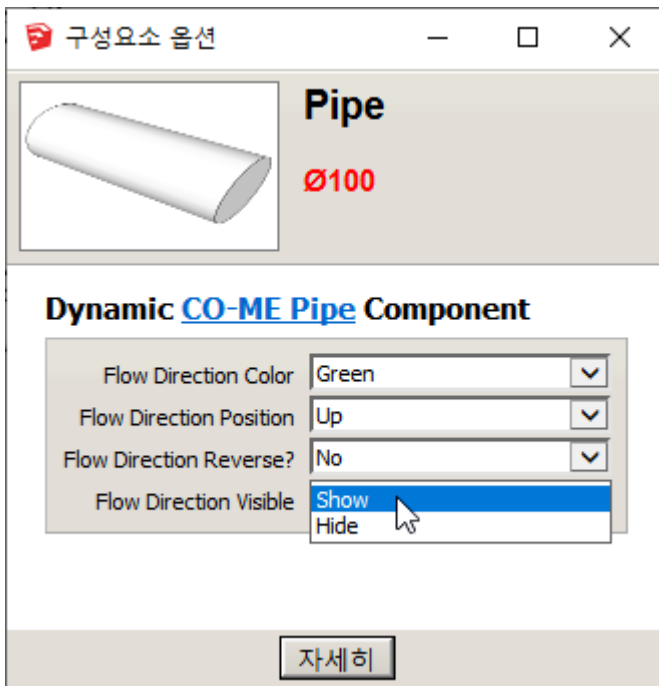 구성요소 옵션
Pipe
Ø100
Dynamic CO-ME Pipe Component
Flow Direction Color Green
Flow Direction Position Up
Flow Direction Reverse? No
Flow Direction Visible Show
Hide
자세히